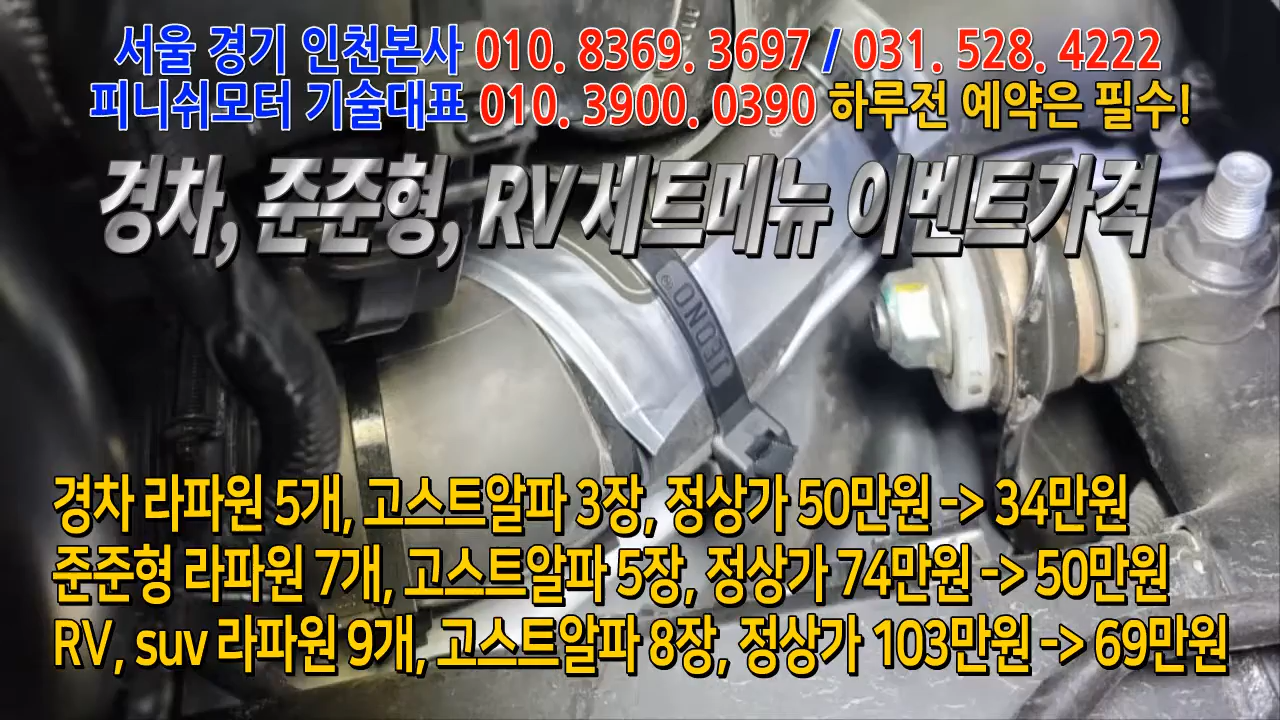 서울 경기 인천본사 010. 8369. 3697 / 031. 528. 4222
피니쉬모터 기술대표 010. 3900. 0390 하루전 예약은 필수!
경차, 준준형, RV 세트메뉴 이벤트가격
JEONO
경차 라파원 5개, 고스트알파 3장, 정상가 50만원 -> 34만원
준준형 라파원 7개, 고스트알파 5장, 정상가 74만원 -> 50만원
RV, suv 라파원 9개, 고스트알파 8장, 정상가 103만원 -> 69만원